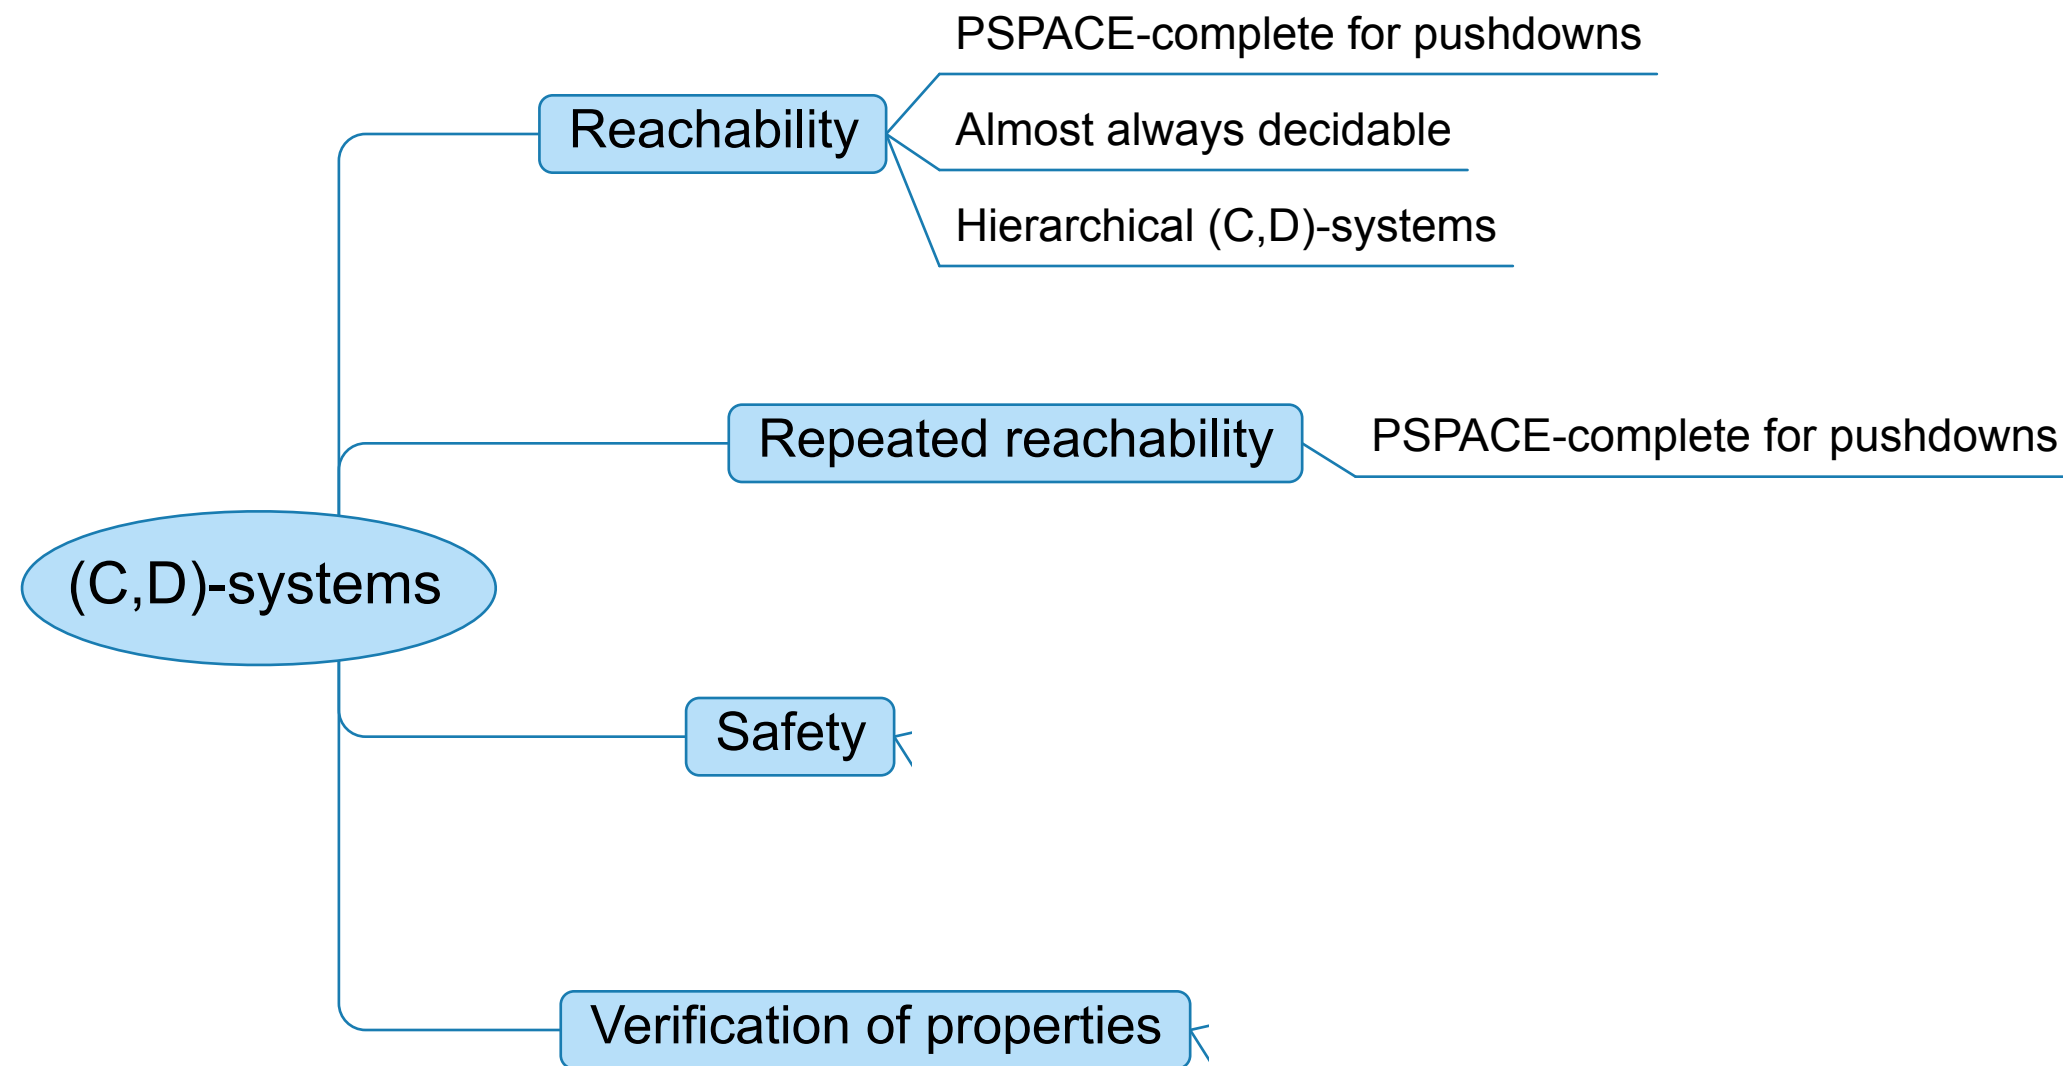 PSPACE-complete for pushdowns
Reachability
Almost always decidable
Hierarchical (C,D)-systems
Repeated reachability
PSPACE-complete for pushdowns
(C,D)-systems
Safety
Verification of properties